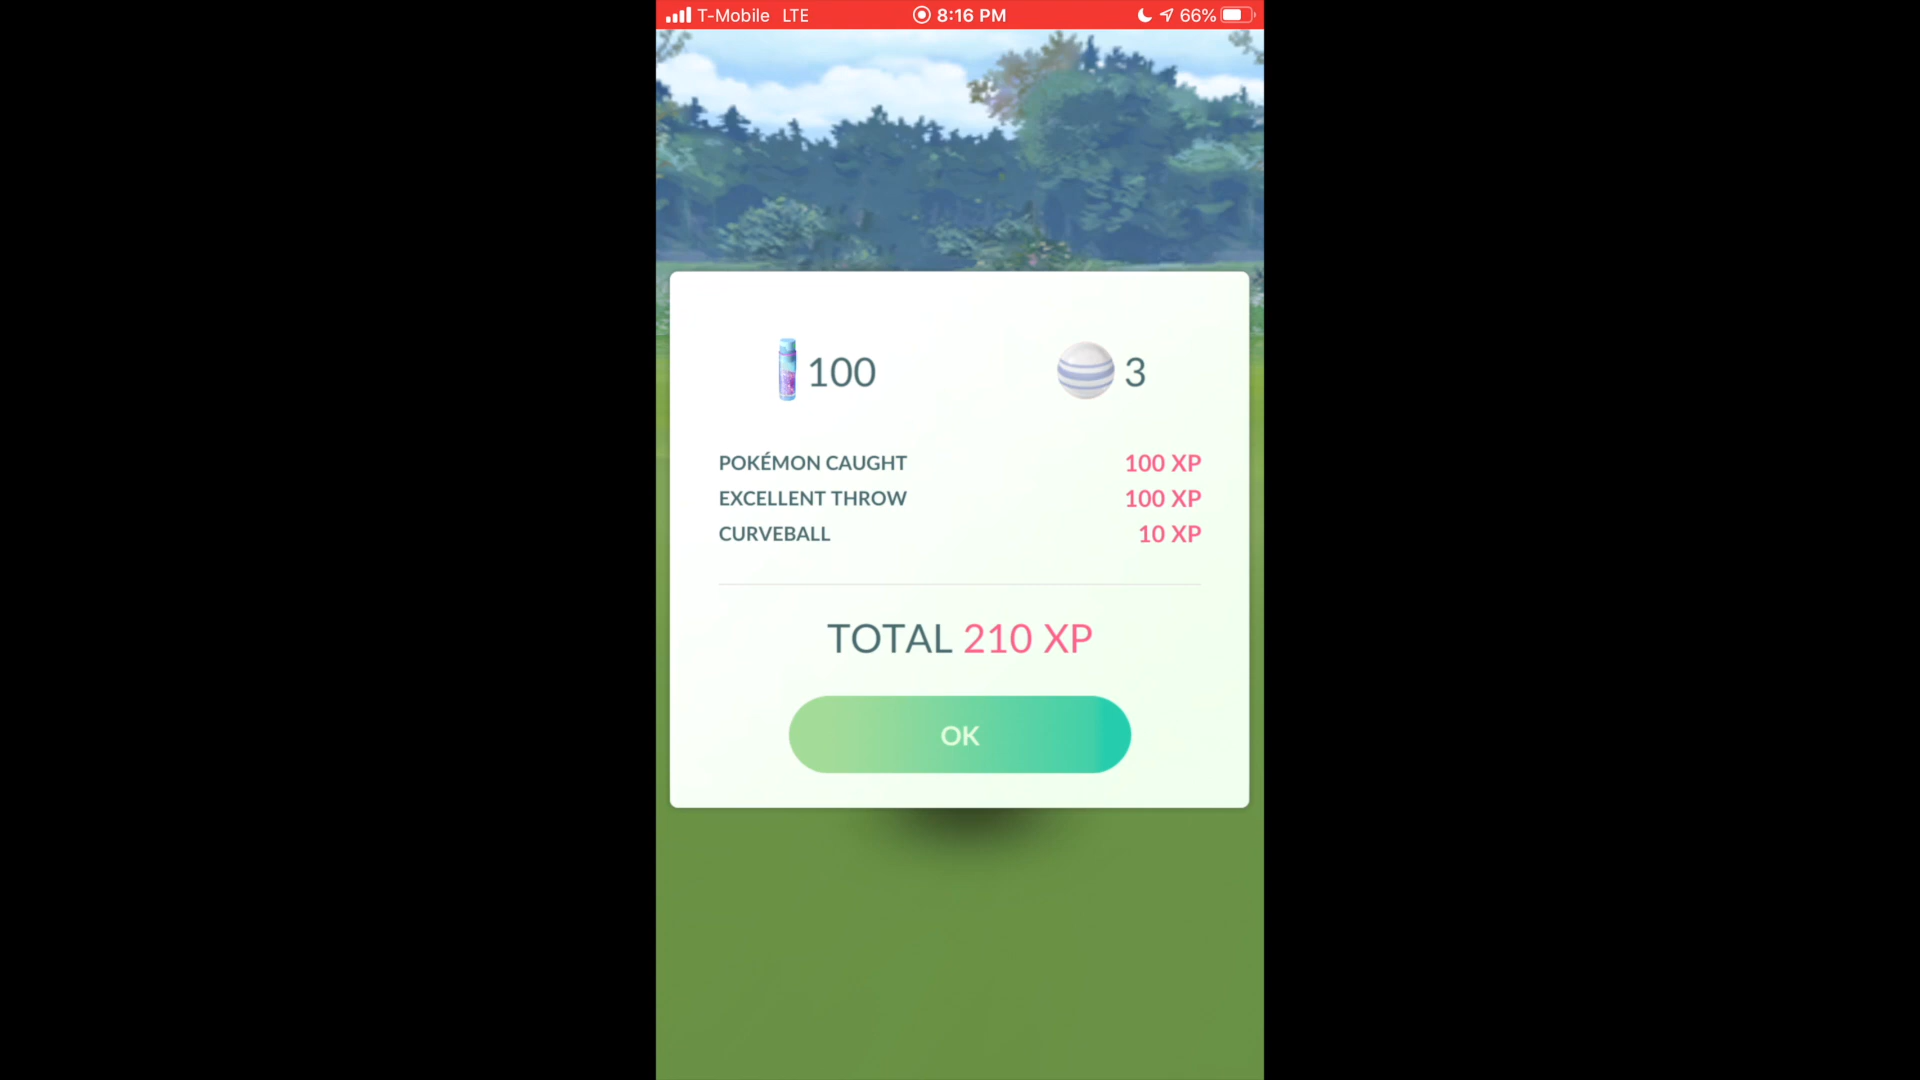 T-Mobile LTE 8:16 PM 66%
100 3
POKÉMON CAUGHT 100 XP
EXCELLENT THROW 100 XP
CURVEBALL 10 XP
TOTAL 210 XP
OK